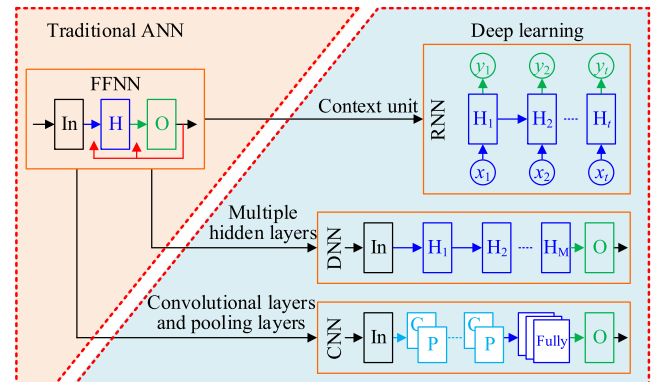 Traditional ANN
Deep learning
FFNN
In H O
Context unit
RNN
y1 y2 yt
H1 H2 Ht
x1 x2 xt
Multiple
hidden layers
DNN
In H1 H2 HM O
Convolutional layers
and pooling layers
CNN
In C P C P Fully O